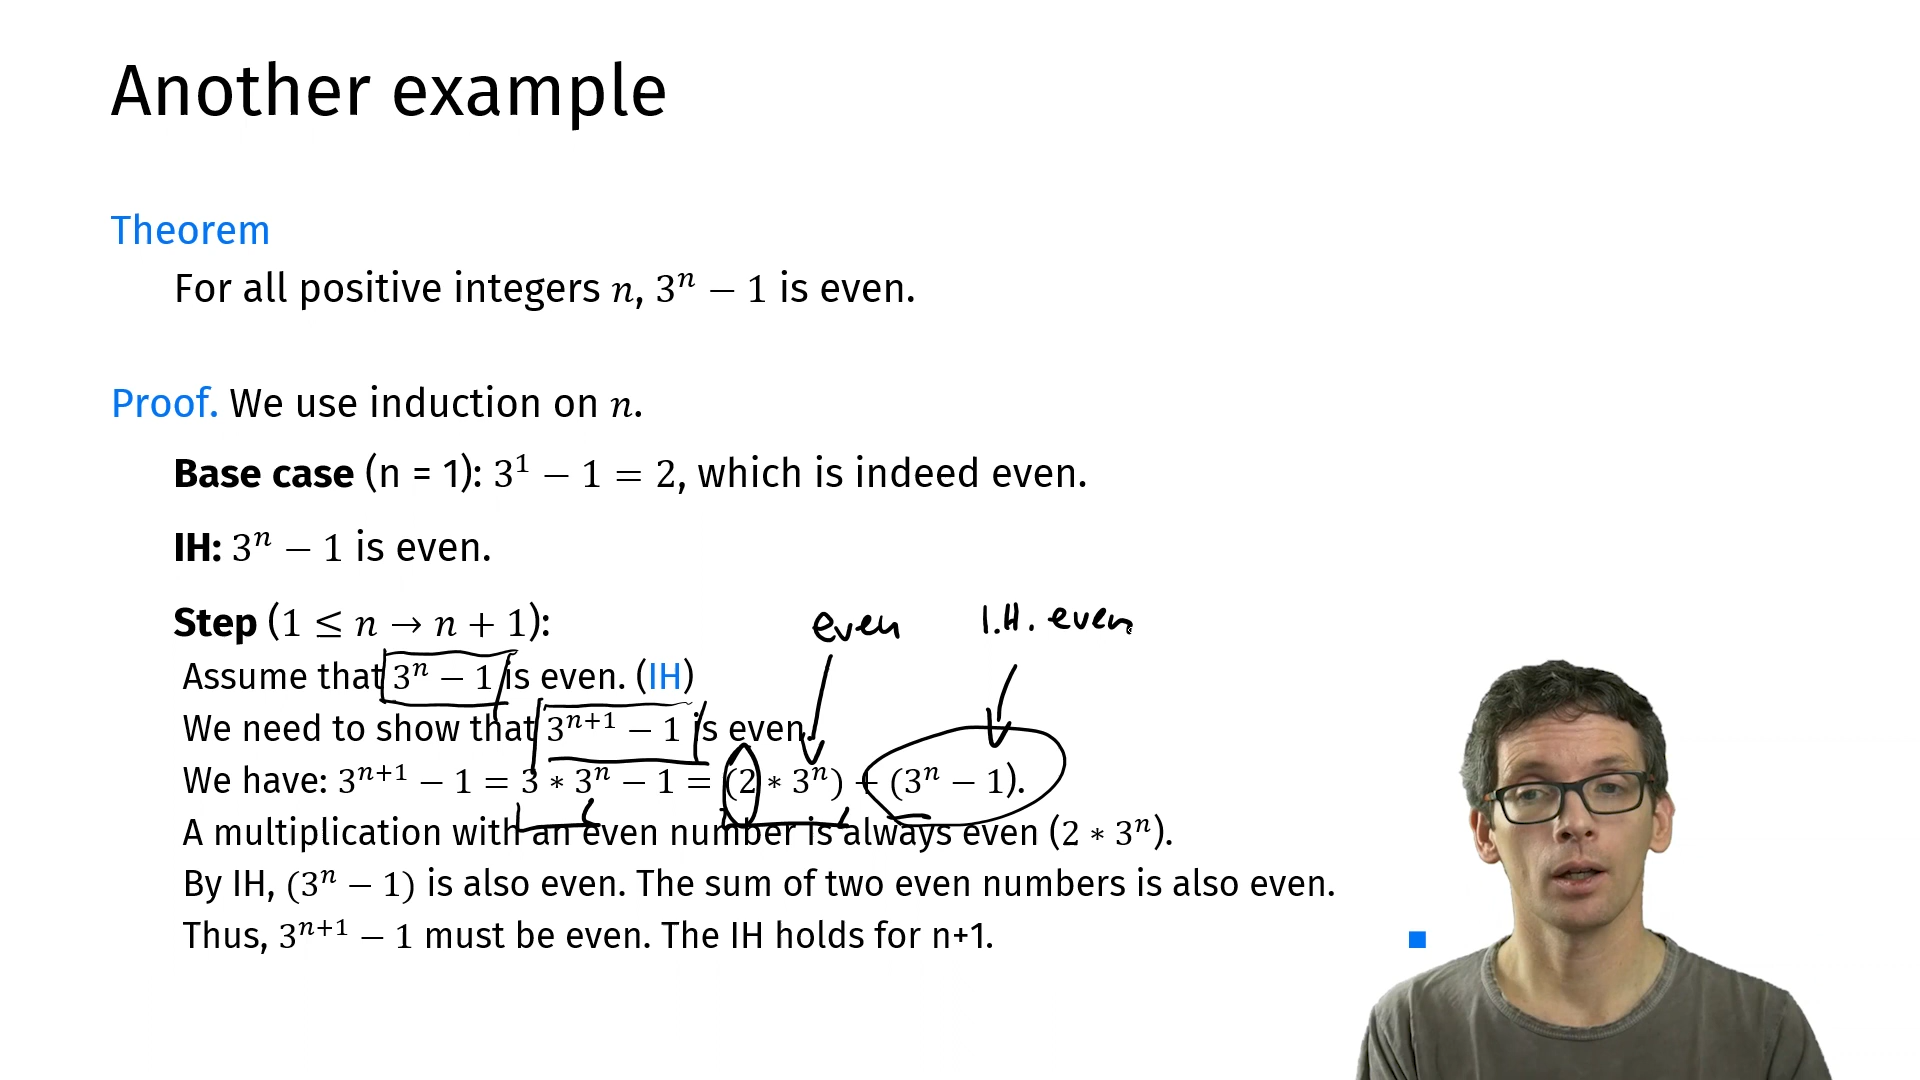 Another example
Theorem
For all positive integers n, 3ⁿ − 1 is even.
Proof. We use induction on n.
Base case (n = 1): 3¹ − 1 = 2, which is indeed even.
IH: 3ⁿ − 1 is even.
Step (1 ≤ n → n + 1):
even I.H. even
Assume that 3ⁿ − 1 is even. (IH)
We need to show that 3ⁿ⁺¹ − 1 is even.
We have: 3ⁿ⁺¹ − 1 = 3 ∗ 3ⁿ − 1 = (2 ∗ 3ⁿ) + (3ⁿ − 1).
A multiplication with an even number is always even (2 ∗ 3ⁿ).
By IH, (3ⁿ − 1) is also even. The sum of two even numbers is also even.
Thus, 3ⁿ⁺¹ − 1 must be even. The IH holds for n+1.